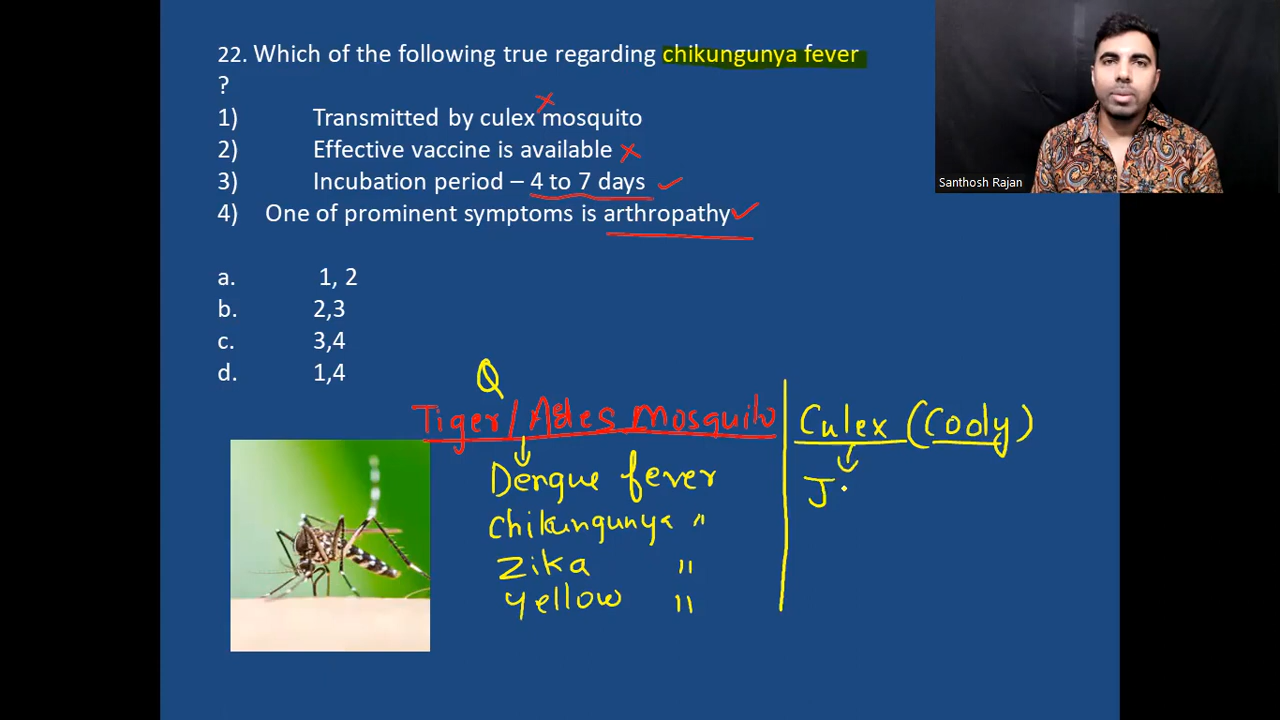 22. Which of the following true regarding chikungunya fever
?
1) Transmitted by culex mosquito
2) Effective vaccine is available
3) Incubation period – 4 to 7 days
4) One of prominent symptoms is arthropathy
a. 1, 2
b. 2,3
c. 3,4
d. 1,4
Q
Tiger/Aedes Mosquito
Dengue fever
Chikungunya "
Zika "
Yellow "
Culex (Cooly)
J.
Santhosh Rajan